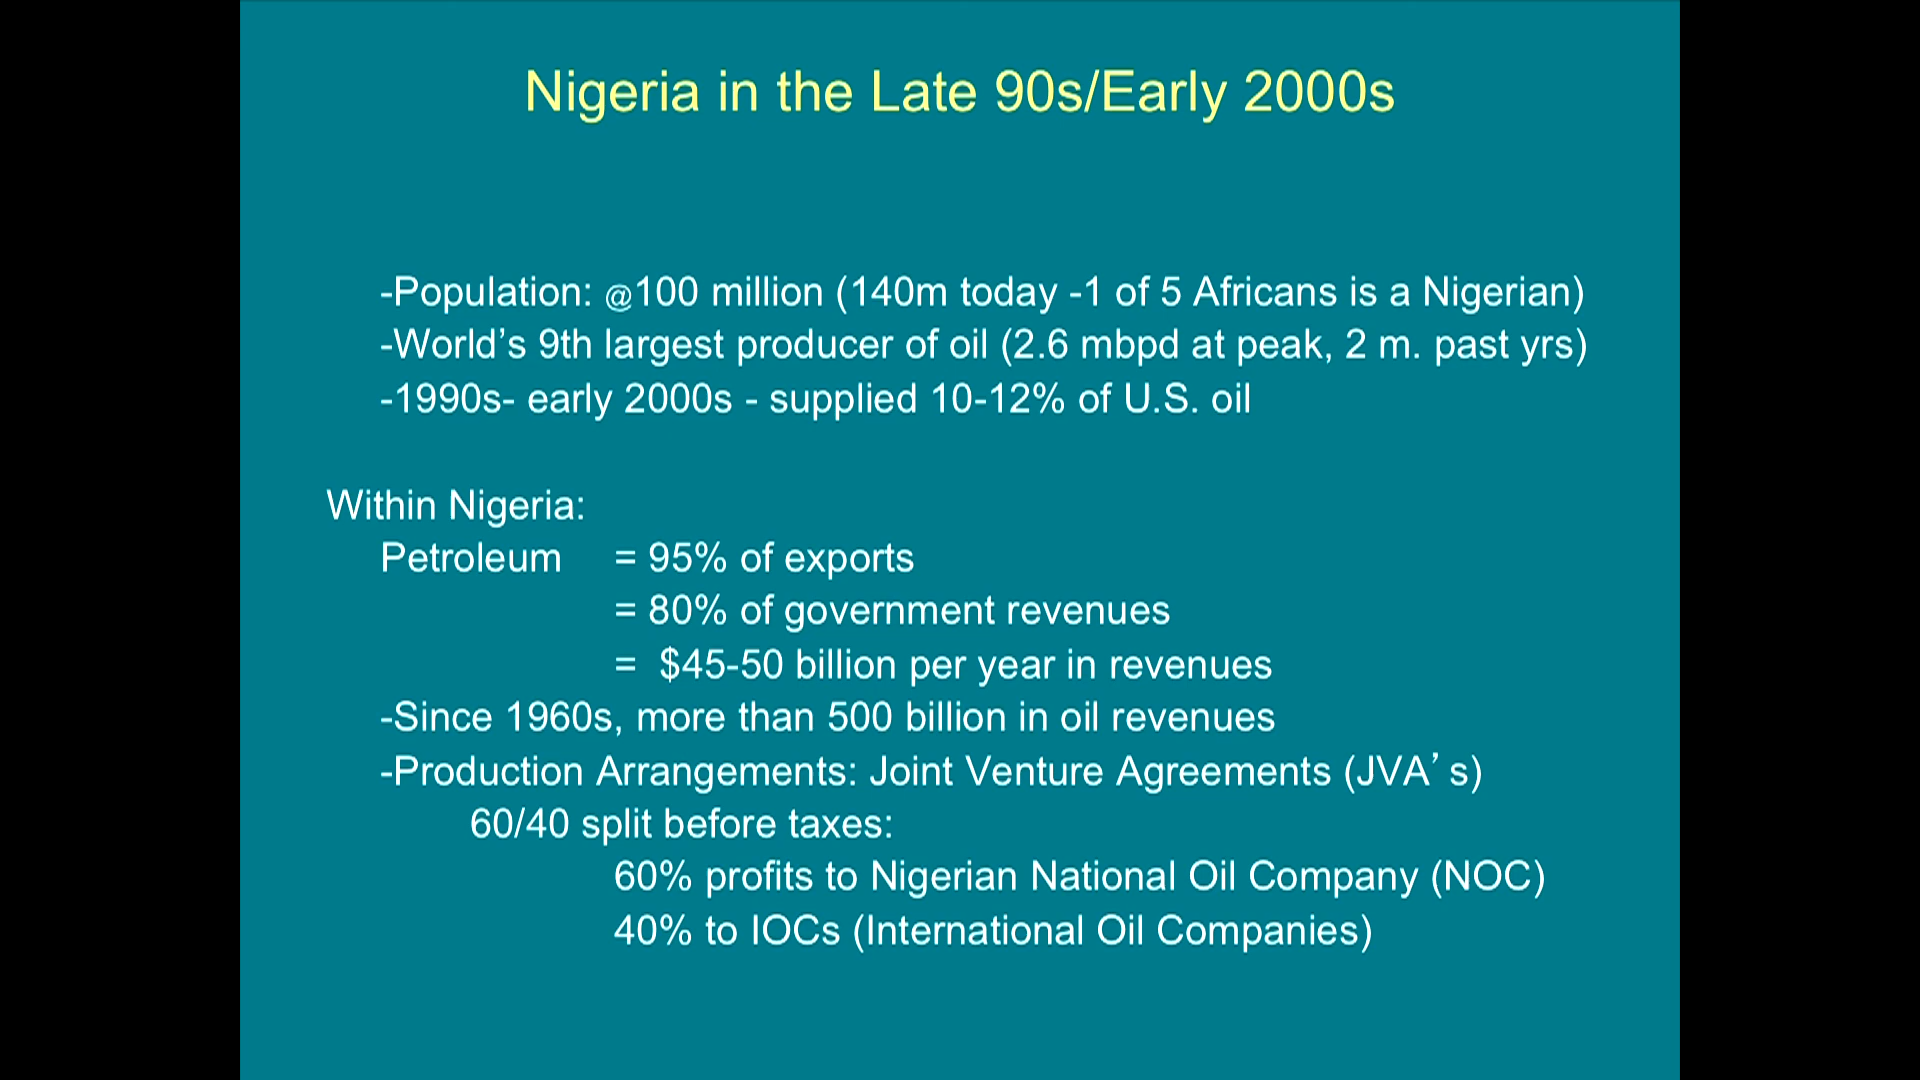 Nigeria in the Late 90s/Early 2000s
-Population: @100 million (140m today -1 of 5 Africans is a Nigerian)
-World’s 9th largest producer of oil (2.6 mbpd at peak, 2 m. past yrs)
-1990s- early 2000s - supplied 10-12% of U.S. oil
Within Nigeria:
Petroleum = 95% of exports
= 80% of government revenues
= $45-50 billion per year in revenues
-Since 1960s, more than 500 billion in oil revenues
-Production Arrangements: Joint Venture Agreements (JVA’s)
60/40 split before taxes:
60% profits to Nigerian National Oil Company (NOC)
40% to IOCs (International Oil Companies)